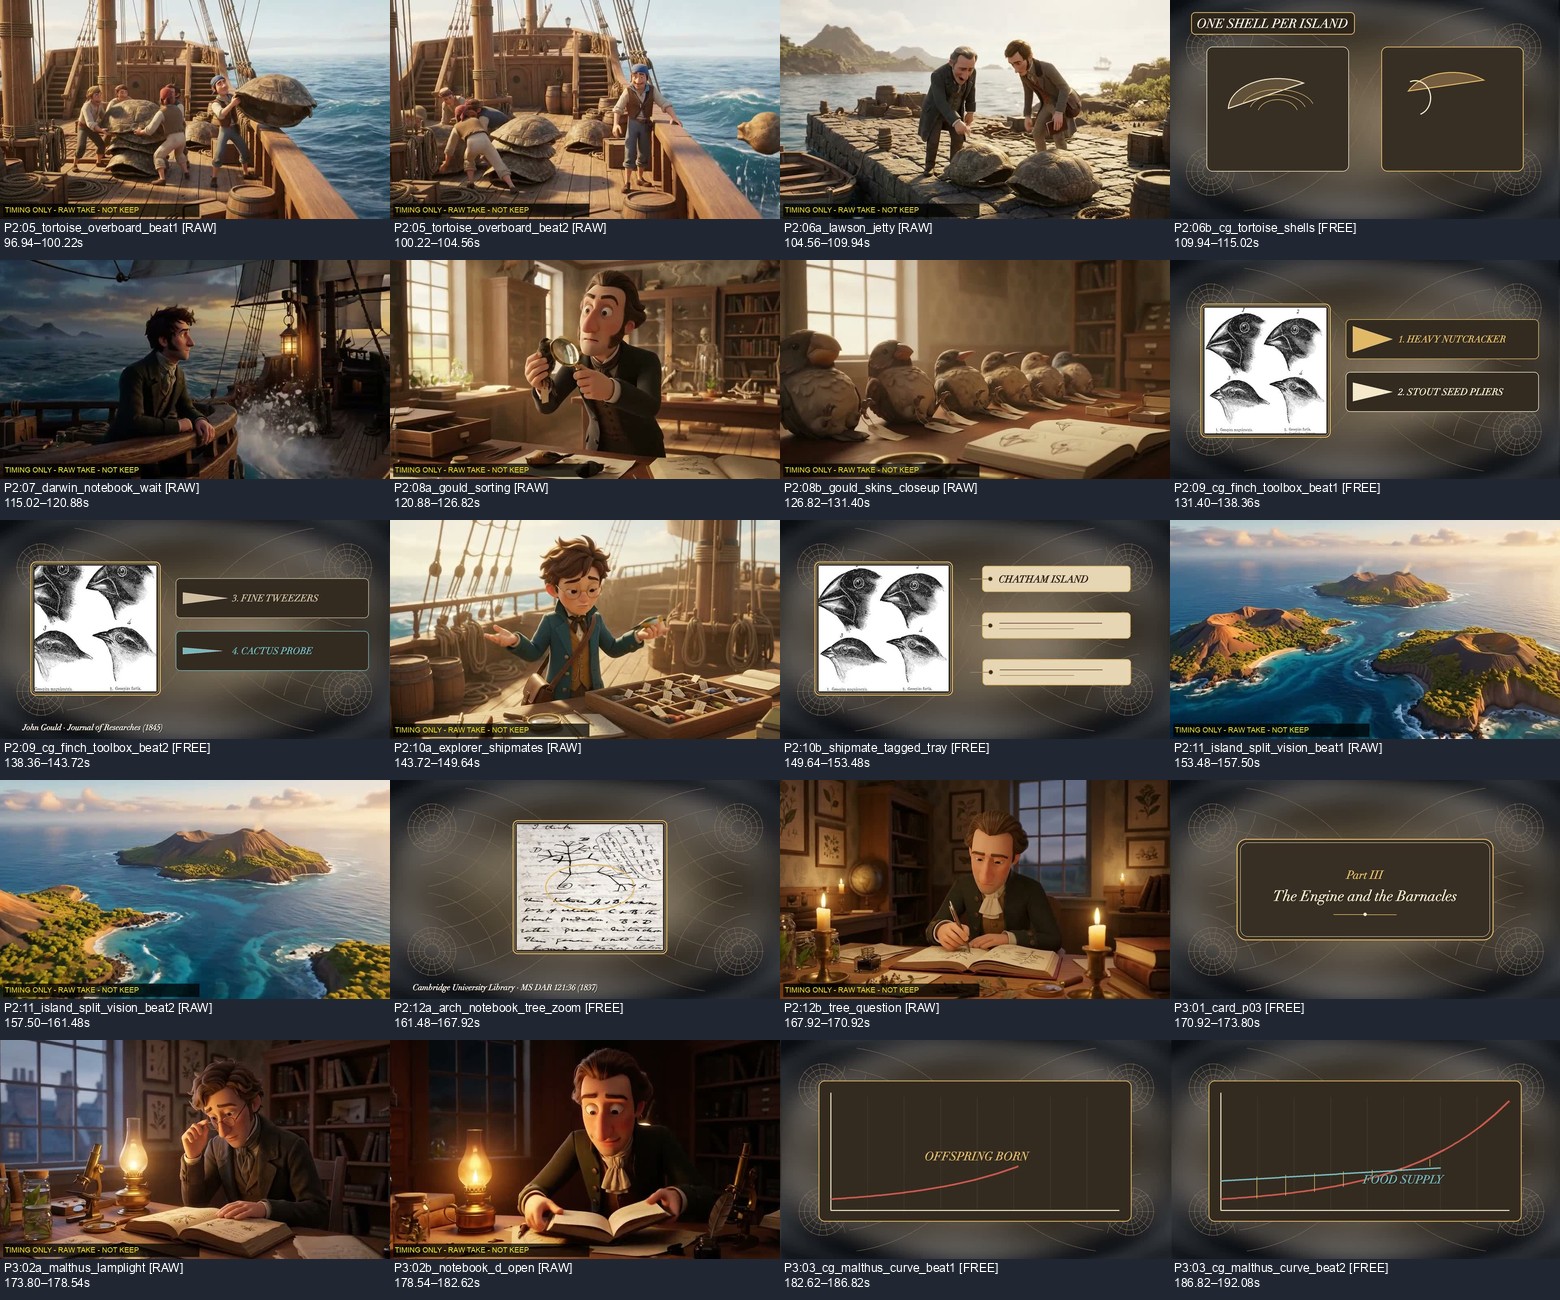 TIMING ONLY - RAW TAKE - NOT KEEP
P2:05_tortoise_overboard_beat1 [RAW]
96.94–100.22s
TIMING ONLY - RAW TAKE - NOT KEEP
P2:05_tortoise_overboard_beat2 [RAW]
100.22–104.56s
TIMING ONLY - RAW TAKE - NOT KEEP
P2:06a_lawson_jetty [RAW]
104.56–109.94s
ONE SHELL PER ISLAND
P2:06b_cg_tortoise_shells [FREE]
109.94–115.02s
TIMING ONLY - RAW TAKE - NOT KEEP
P2:07_darwin_notebook_wait [RAW]
115.02–120.88s
TIMING ONLY - RAW TAKE - NOT KEEP
P2:08a_gould_sorting [RAW]
120.88–126.82s
TIMING ONLY - RAW TAKE - NOT KEEP
P2:08b_gould_skins_closeup [RAW]
126.82–131.40s
1. HEAVY NUTCRACKER
2. STOUT SEED PLIERS
P2:09_cg_finch_toolbox_beat1 [FREE]
131.40–138.36s
3. FINE TWEEZERS
4. CACTUS PROBE
John Gould · Journal of Researches (1845)
P2:09_cg_finch_toolbox_beat2 [FREE]
138.36–143.72s
TIMING ONLY - RAW TAKE - NOT KEEP
P2:10a_explorer_shipmates [RAW]
143.72–149.64s
CHATHAM ISLAND
P2:10b_shipmate_tagged_tray [FREE]
149.64–153.48s
TIMING ONLY - RAW TAKE - NOT KEEP
P2:11_island_split_vision_beat1 [RAW]
153.48–157.50s
TIMING ONLY - RAW TAKE - NOT KEEP
P2:11_island_split_vision_beat2 [RAW]
157.50–161.48s
I think
Cambridge University Library · MS DAR 121:36 (1837)
P2:12a_arch_notebook_tree_zoom [FREE]
161.48–167.92s
TIMING ONLY - RAW TAKE - NOT KEEP
P2:12b_tree_question [RAW]
167.92–170.92s
Part III
The Engine and the Barnacles
P3:01_card_p03 [FREE]
170.92–173.80s
TIMING ONLY - RAW TAKE - NOT KEEP
P3:02a_malthus_lamplight [RAW]
173.80–178.54s
TIMING ONLY - RAW TAKE - NOT KEEP
P3:02b_notebook_d_open [RAW]
178.54–182.62s
OFFSPRING BORN
P3:03_cg_malthus_curve_beat1 [FREE]
182.62–186.82s
FOOD SUPPLY
P3:03_cg_malthus_curve_beat2 [FREE]
186.82–192.08s